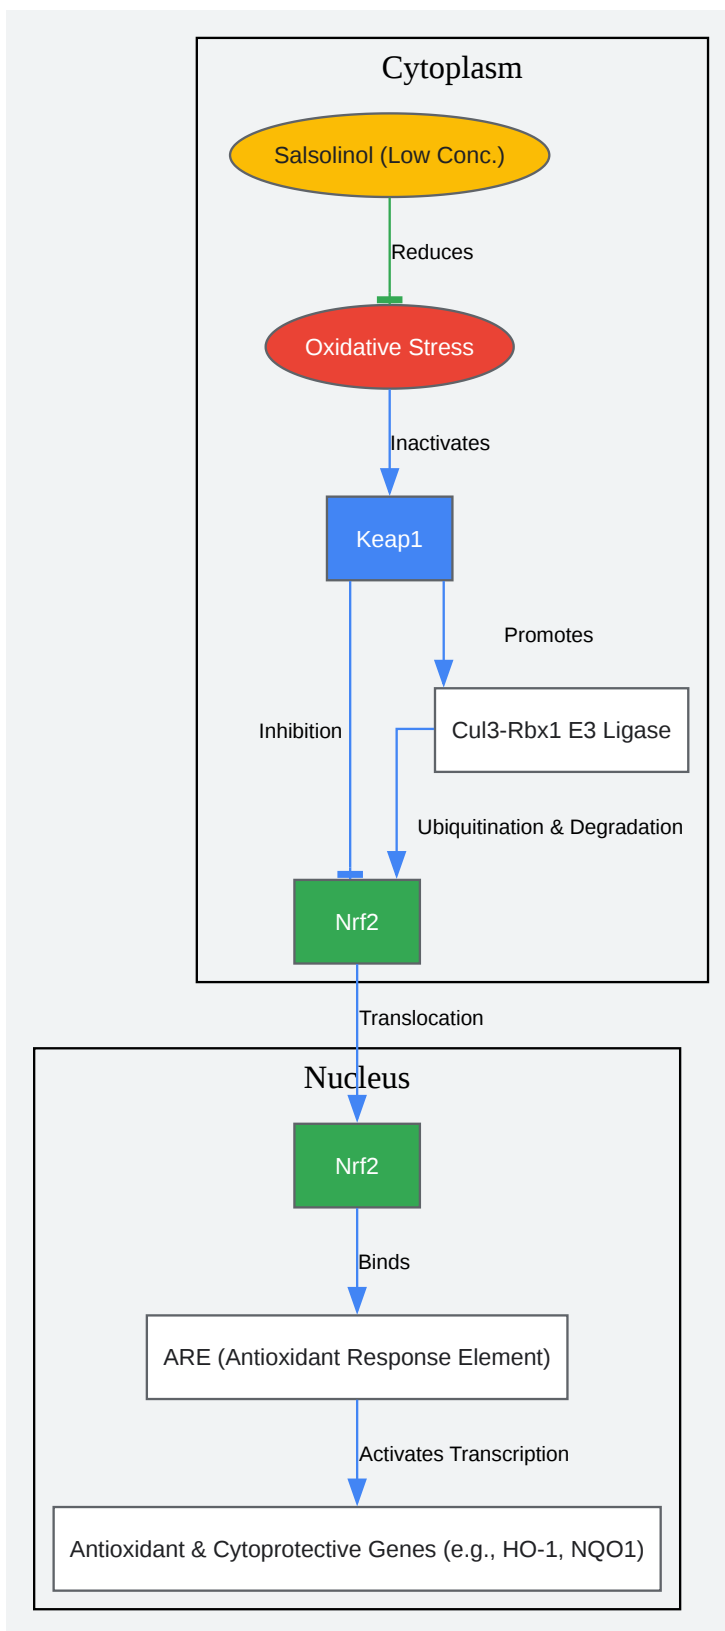 Cytoplasm
Salsolinol (Low Conc.)
Reduces
Oxidative Stress
Inactivates
Keap1
Promotes
Inhibition
Cul3-Rbx1 E3 Ligase
Ubiquitination & Degradation
Nrf2
Translocation
Nucleus
Nrf2
Binds
ARE (Antioxidant Response Element)
Activates Transcription
Antioxidant & Cytoprotective Genes (e.g., HO-1, NQO1)